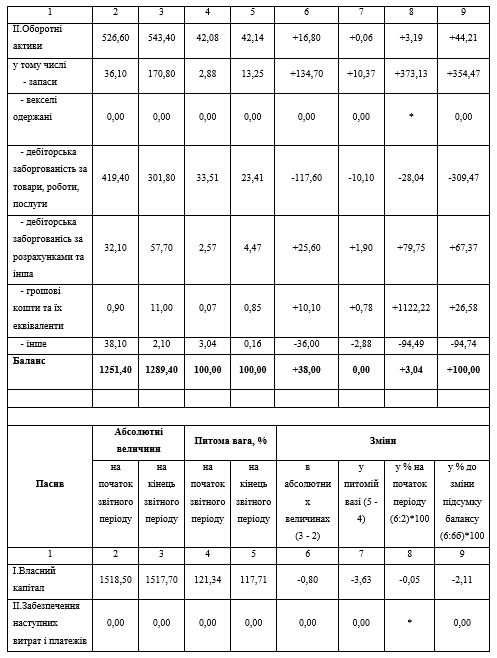 1 2 3 4 5 6 7 8 9
ІІ.Оборотні
активи 526,60 543,40 42,08 42,14 +16,80 +0,06 +3,19 +44,21
у тому числі
- запаси 36,10 170,80 2,88 13,25 +134,70 +10,37 +373,13 +354,47
- векселі
одержані 0,00 0,00 0,00 0,00 0,00 0,00 * 0,00
- дебіторська
заборгованість за
товари, роботи,
послуги 419,40 301,80 33,51 23,41 -117,60 -10,10 -28,04 -309,47
- дебіторська
заборгованісь за
розрахунками та
інша 32,10 57,70 2,57 4,47 +25,60 +1,90 +79,75 +67,37
- грошові
кошти та їх
еквіваленти 0,90 11,00 0,07 0,85 +10,10 +0,78 +1122,22 +26,58
- інше 38,10 2,10 3,04 0,16 -36,00 -2,88 -94,49 -94,74
Баланс 1251,40 1289,40 100,00 100,00 +38,00 0,00 +3,04 +100,00
Пасив
Абсолютні
величини
Питома вага, %
Зміни
на
початок
звітного
періоду
на
кінець
звітного
періоду
на
початок
звітного
періоду
на
кінець
звітного
періоду
в
абсолютни
х
величинах
(3 - 2)
у
питомій
вазі (5 -
4)
у % на
початок
періоду
(6:2)*100
у % до
зміни
підсумку
балансу
(6:6б)*100
1 2 3 4 5 6 7 8 9
І.Власний
капітал 1518,50 1517,70 121,34 117,71 -0,80 -3,63 -0,05 -2,11
ІІ.Забезпечення
наступних
витрат і платежів 0,00 0,00 0,00 0,00 0,00 0,00 * 0,00